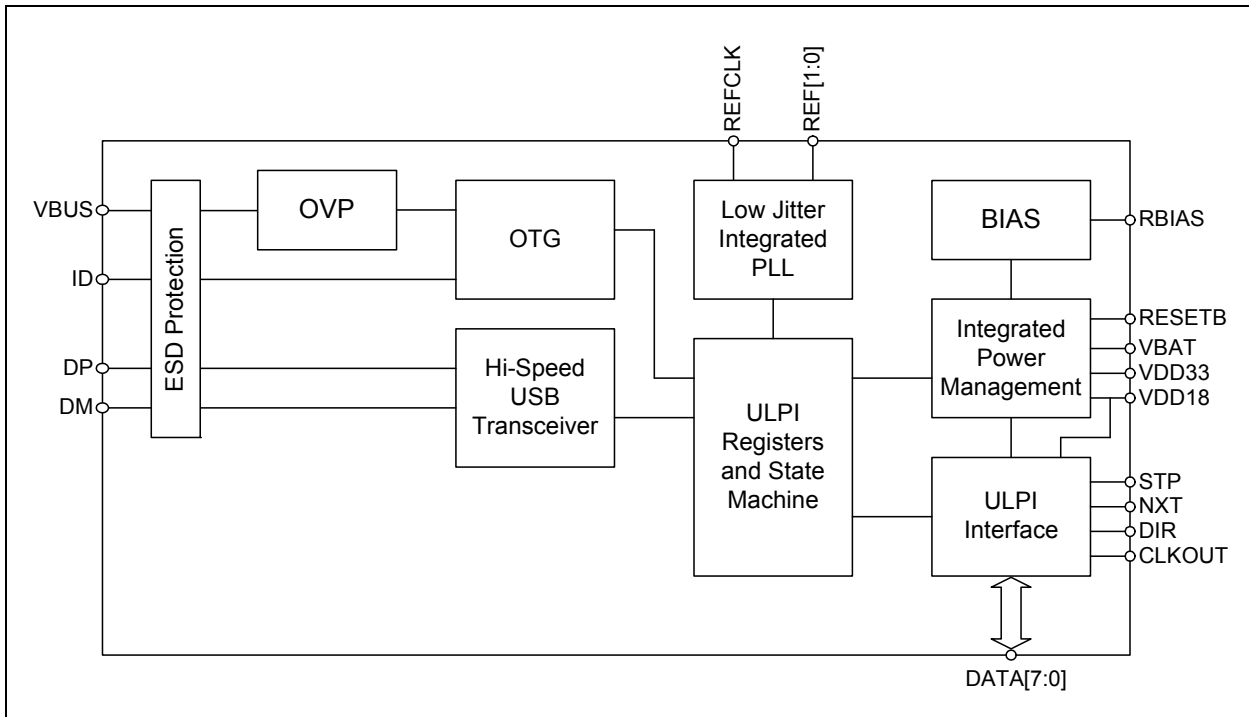 REFCLK
REF[1:0]
VBUS
ID
DP
DM
ESD Protection
OVP
OTG
Hi-Speed
USB
Transceiver
Low Jitter
Integrated
PLL
ULPI
Registers
and State
Machine
BIAS
Integrated
Power
Management
ULPI
Interface
RBIAS
RESETB
VBAT
VDD33
VDD18
STP
NXT
DIR
CLKOUT
DATA[7:0]